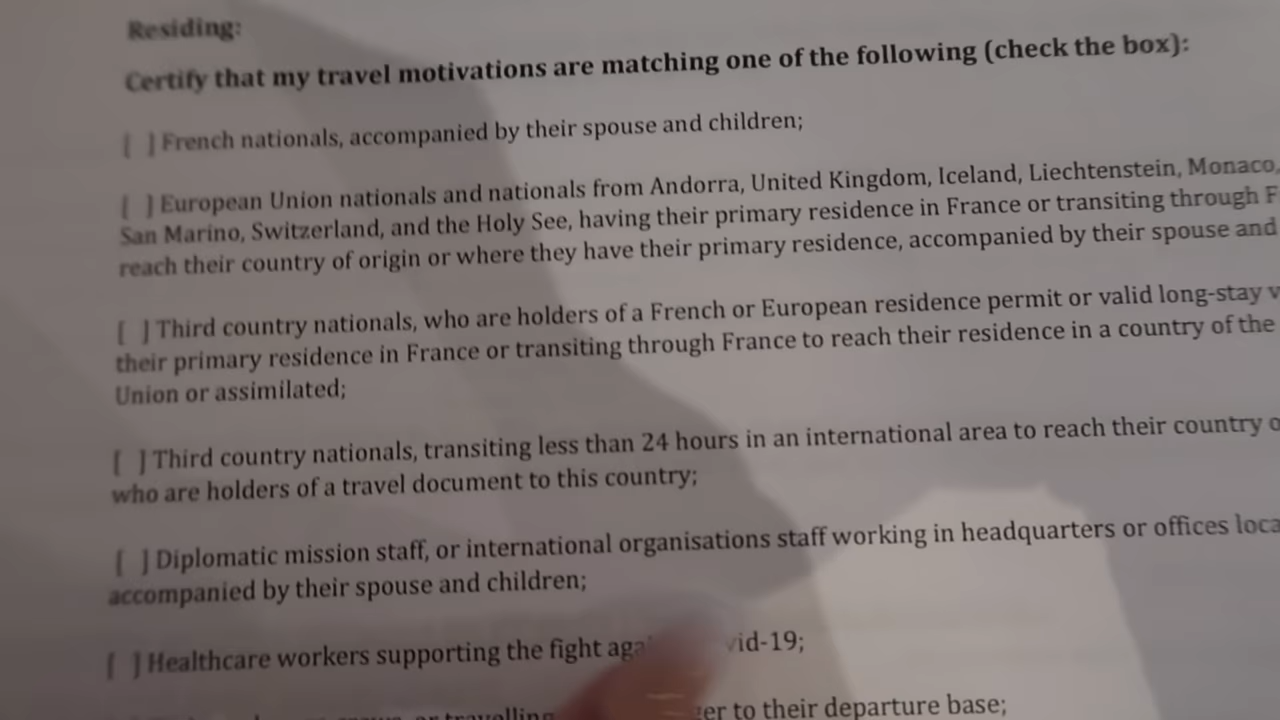 Residing:
Certify that my travel motivations are matching one of the following (check the box):
[ ] French nationals, accompanied by their spouse and children;
[ ] European Union nationals and nationals from Andorra, United Kingdom, Iceland, Liechtenstein, Monaco,
San Marino, Switzerland, and the Holy See, having their primary residence in France or transiting through
reach their country of origin or where they have their primary residence, accompanied by their spouse and
[ ] Third country nationals, who are holders of a French or European residence permit or valid long-stay
their primary residence in France or transiting through France to reach their residence in a country of the
Union or assimilated;
[ ] Third country nationals, transiting less than 24 hours in an international area to reach their country
who are holders of a travel document to this country;
[ ] Diplomatic mission staff, or international organisations staff working in headquarters or offices
accompanied by their spouse and children;
[ ] Healthcare workers supporting the fight vid-19;
or travelling to their departure base;